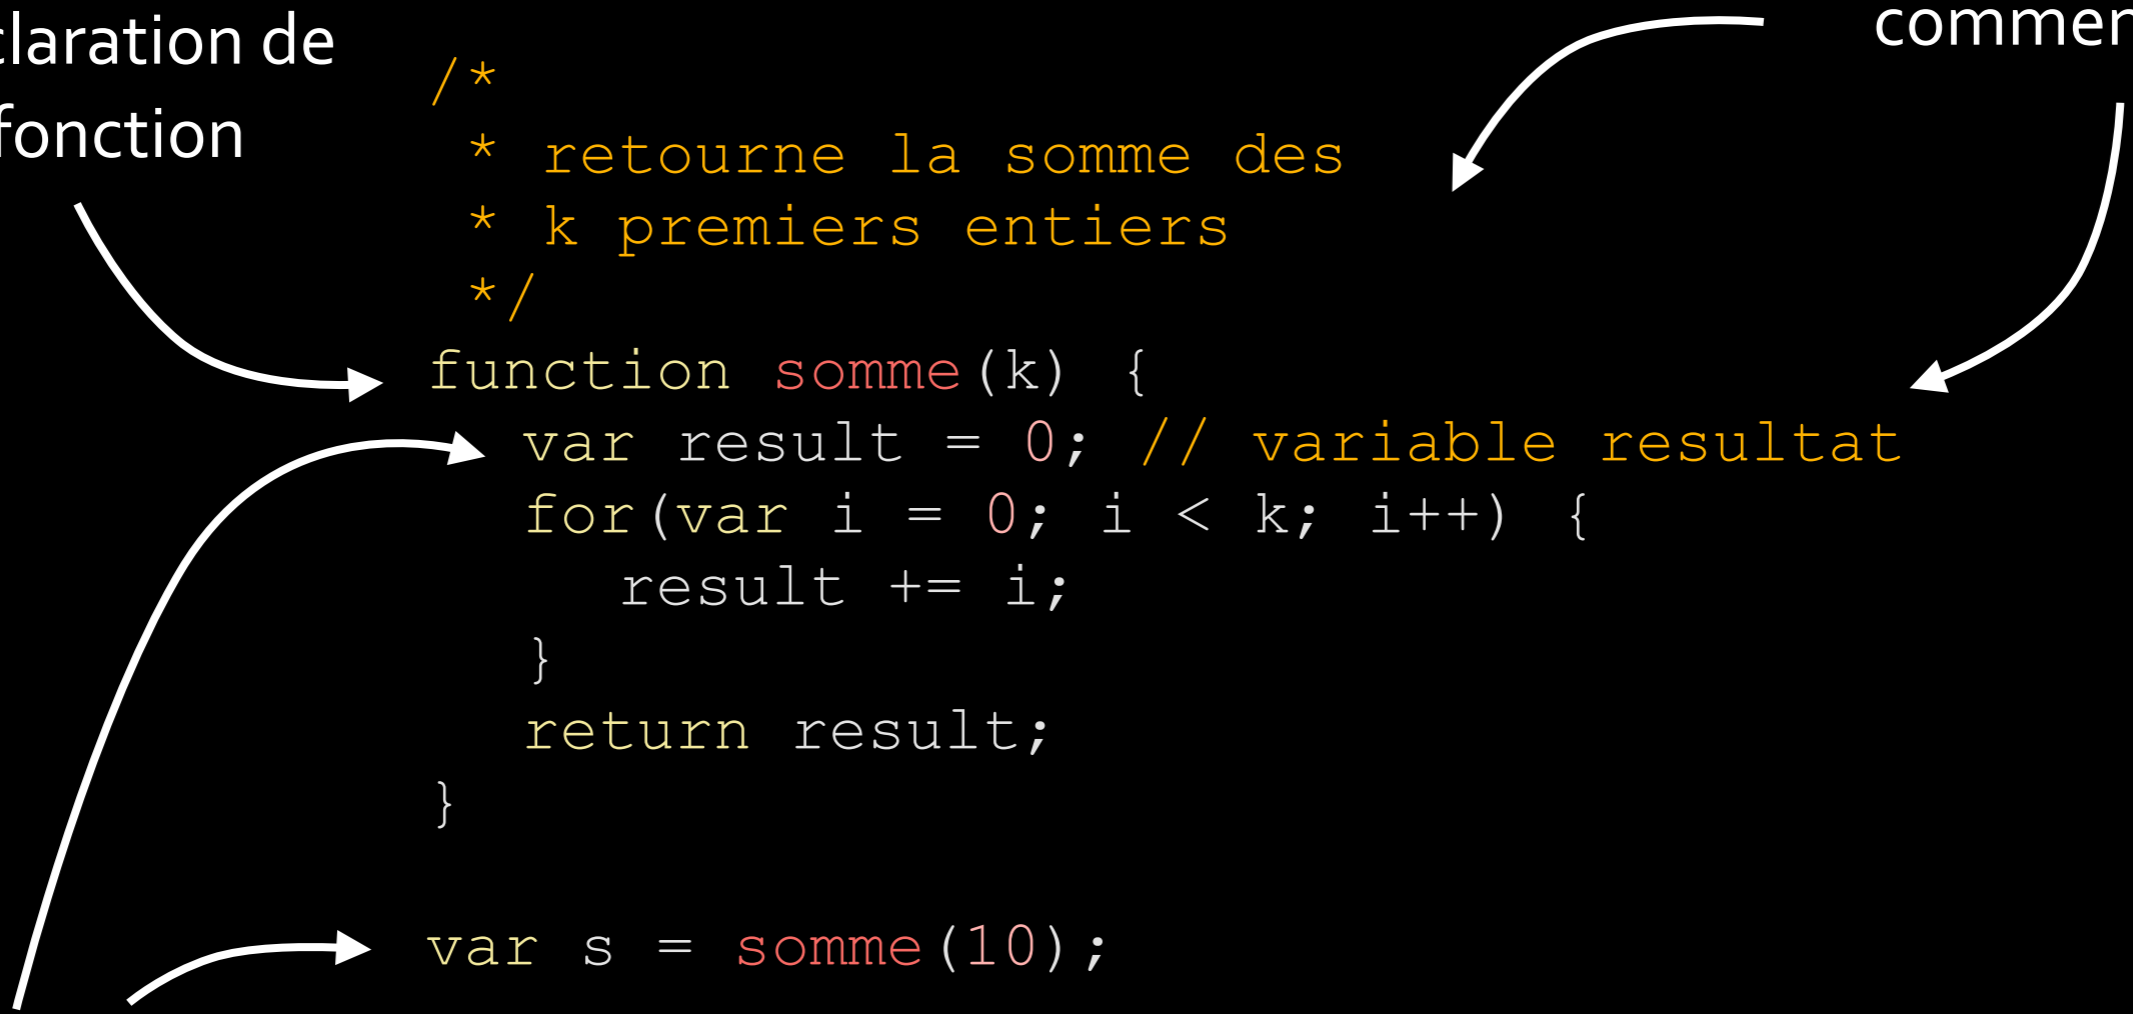 claration de
fonction
commen
/*
 * retourne la somme des
 * k premiers entiers
 */
function somme(k) {
   var result = 0; // variable resultat
   for(var i = 0; i < k; i++) {
      result += i;
   }
   return result;
}
var s = somme(10);